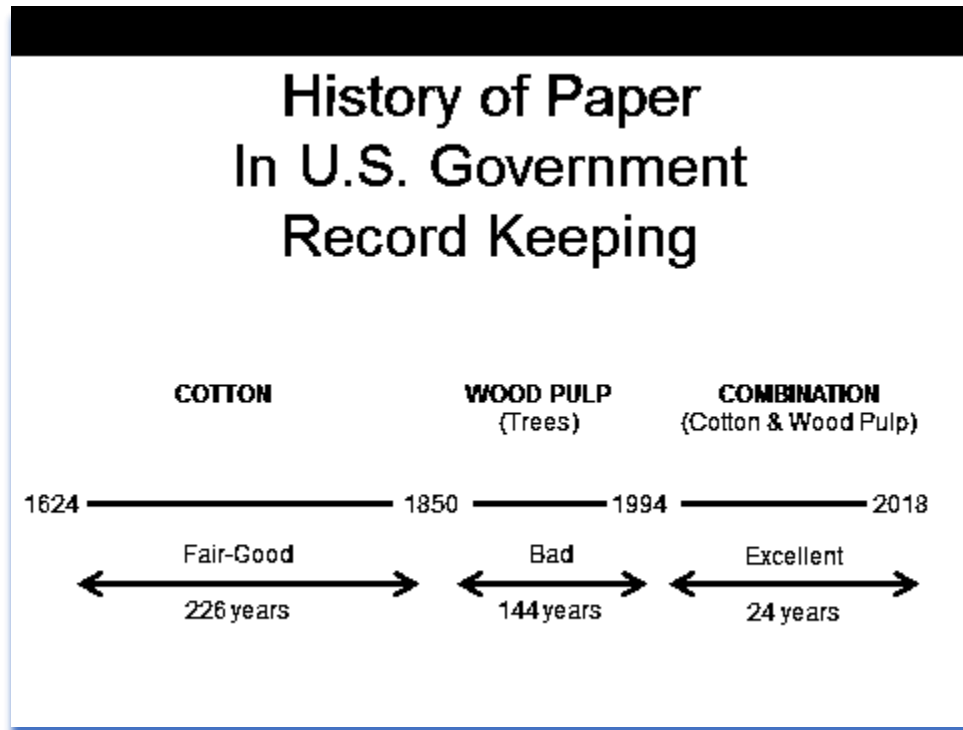 History of Paper
In U.S. Government
Record Keeping
COTTON
WOOD PULP
(Trees)
COMBINATION
(Cotton & Wood Pulp)
1624
1850
1994
2018
Fair-Good
Bad
Excellent
226 years
144 years
24 years